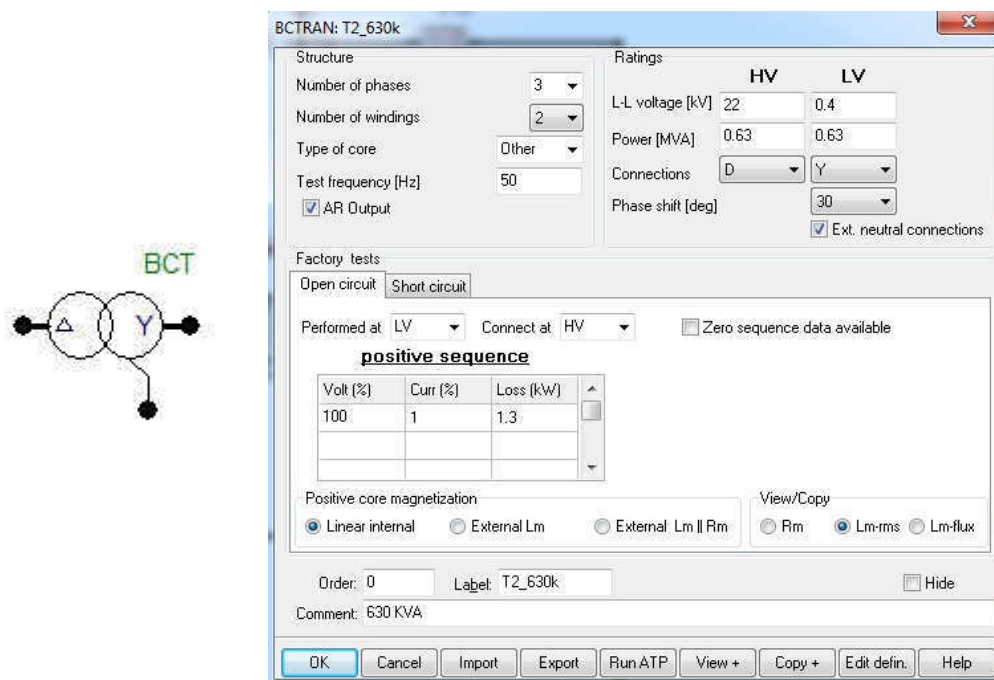 BCTRAN: T2_630k
Structure
Number of phases 3
Number of windings 2
Type of core Other
Test frequency [Hz] 50
AR Output
Ratings
HV LV
L-L voltage [kV] 22 0.4
Power [MVA] 0.63 0.63
Connections D Y
Phase shift [deg] 30
Ext. neutral connections
BCT
Y
Factory tests
Open circuit Short circuit
Performed at LV Connect at HV Zero sequence data available
positive sequence
Volt (%) Curr (%) Loss (kW)
100 1 1.3
Positive core magnetization
Linear internal External Lm External Lm || Rm
View/Copy
Rm Lm-rms Lm-flux
Order: 0 Label: T2_630k Hide
Comment: 630 KVA
OK Cancel Import Export Run ATP View + Copy + Edit defin. Help